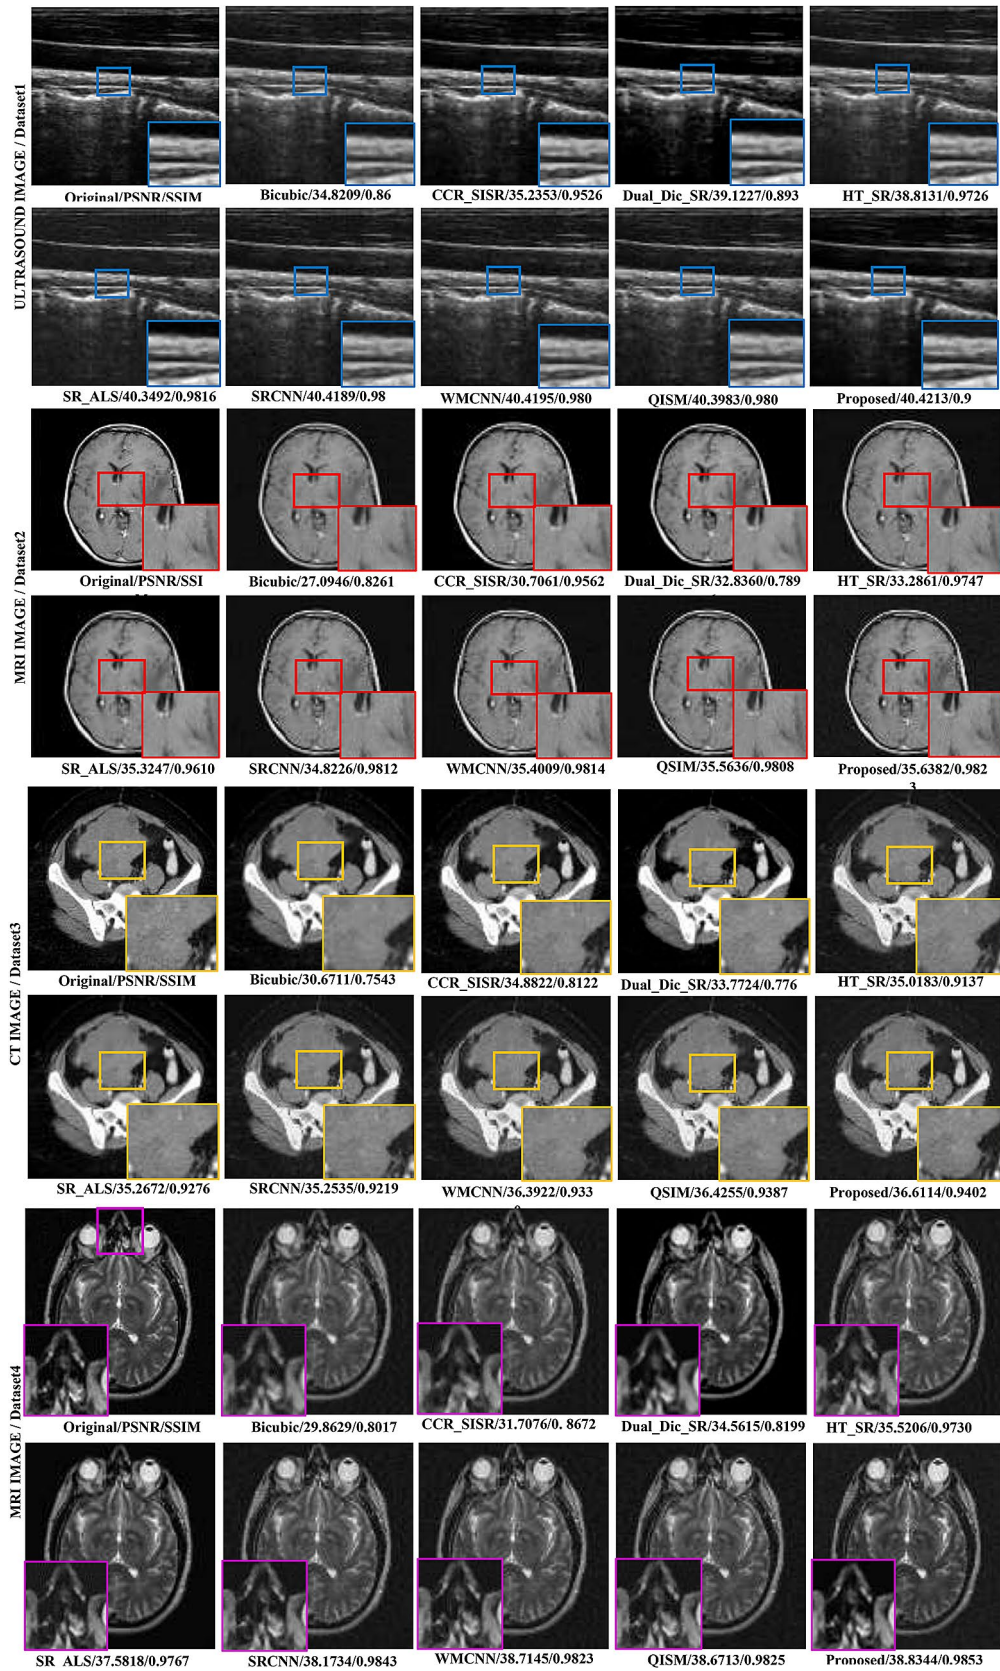 ULTRASOUND IMAGE / Dataset1
Original/PSNR/SSIM
Bicubic/34.8209/0.86
CCR_SISR/35.2353/0.9526
Dual_Dic_SR/39.1227/0.893
HT_SR/38.8131/0.9726
SR_ALS/40.3492/0.9816
SRCNN/40.4189/0.98
WMCNN/40.4195/0.980
QISM/40.3983/0.980
Proposed/40.4213/0.9
MRI IMAGE / Dataset2
Original/PSNR/SSI
Bicubic/27.0946/0.8261
CCR_SISR/30.7061/0.9562
Dual_Dic_SR/32.8360/0.789
HT_SR/33.2861/0.9747
SR_ALS/35.3247/0.9610
SRCNN/34.8226/0.9812
WMCNN/35.4009/0.9814
QSIM/35.5636/0.9808
Proposed/35.6382/0.982
3
CT IMAGE / Dataset3
Original/PSNR/SSIM
Bicubic/30.6711/0.7543
CCR_SISR/34.8822/0.8122
Dual_Dic_SR/33.7724/0.776
HT_SR/35.0183/0.9137
SR_ALS/35.2672/0.9276
SRCNN/35.2535/0.9219
WMCNN/36.3922/0.933
QSIM/36.4255/0.9387
Proposed/36.6114/0.9402
MRI IMAGE / Dataset4
Original/PSNR/SSIM
Bicubic/29.8629/0.8017
CCR_SISR/31.7076/0. 8672
Dual_Dic_SR/34.5615/0.8199
HT_SR/35.5206/0.9730
SR_ALS/37.5818/0.9767
SRCNN/38.1734/0.9843
WMCNN/38.7145/0.9823
QISM/38.6713/0.9825
Proposed/38.8344/0.9853